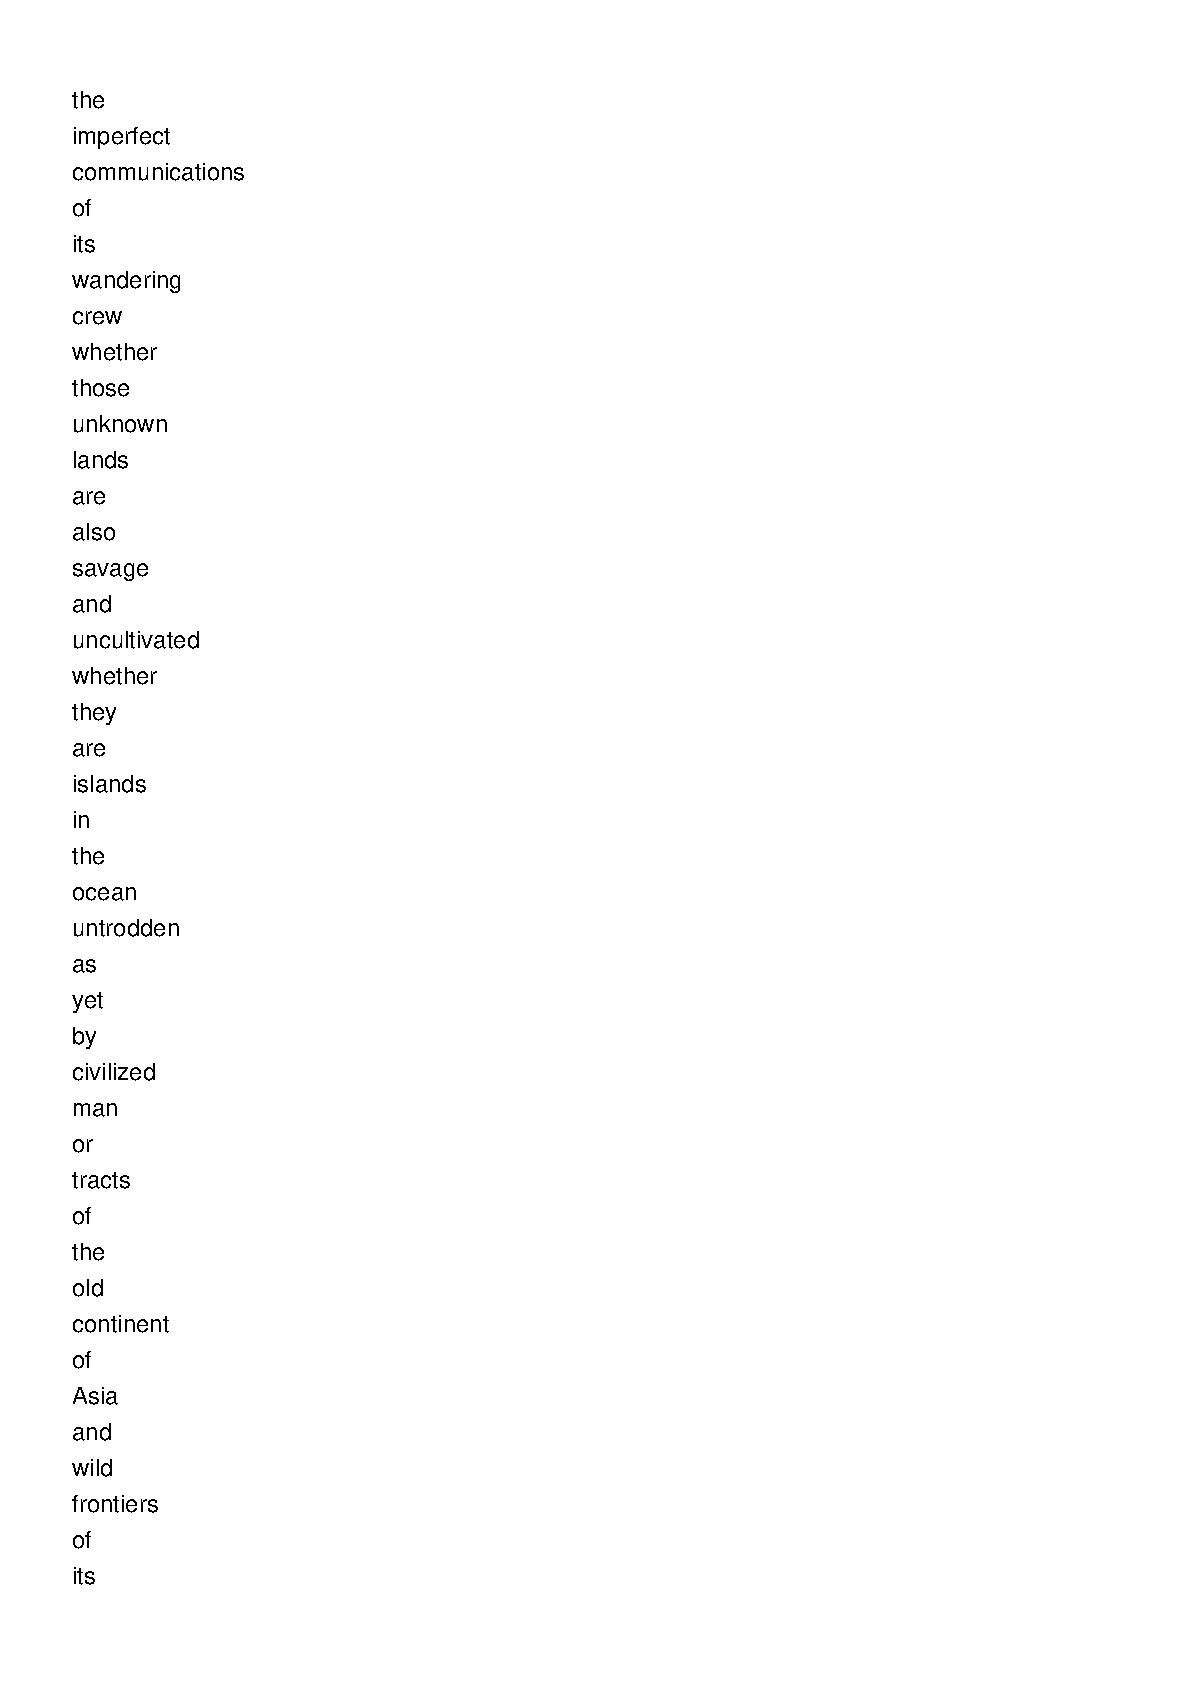 the
imperfect
communications
of
its
wandering
crew
whether
those
unknown
lands
are
also
savage
and
uncultivated
whether
they
are
islands
in
the
ocean
untrodden
as
yet
by
civilized
man
or
tracts
of
the
old
continent
of
Asia
and
wild
frontiers
of
its